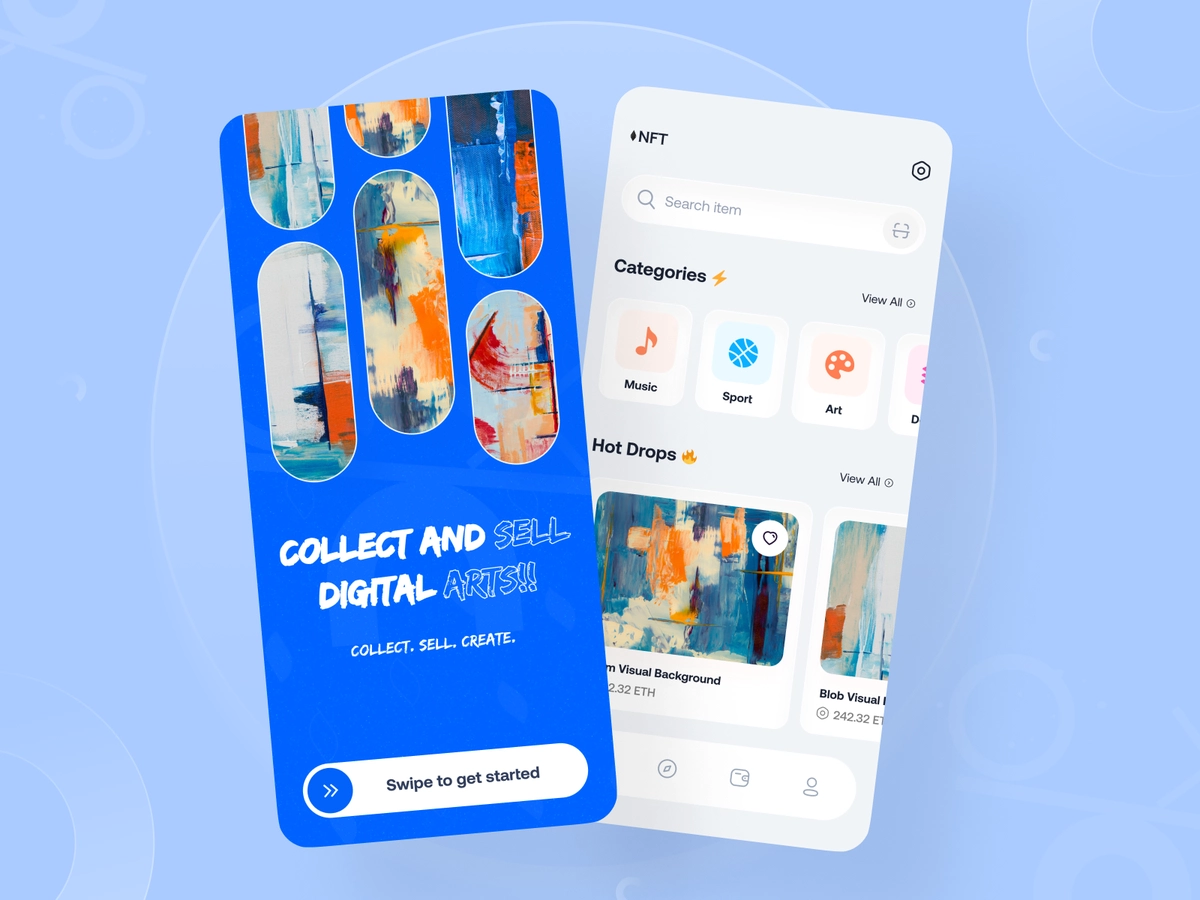 COLLECT AND SELL
DIGITAL ARTS!!
COLLECT. SELL. CREATE.
Swipe to get started
NFT
Search item
Categories
View All
Music
Sport
Art
Hot Drops
View All
Visual Background
2.32 ETH
Blob Visual
242.32